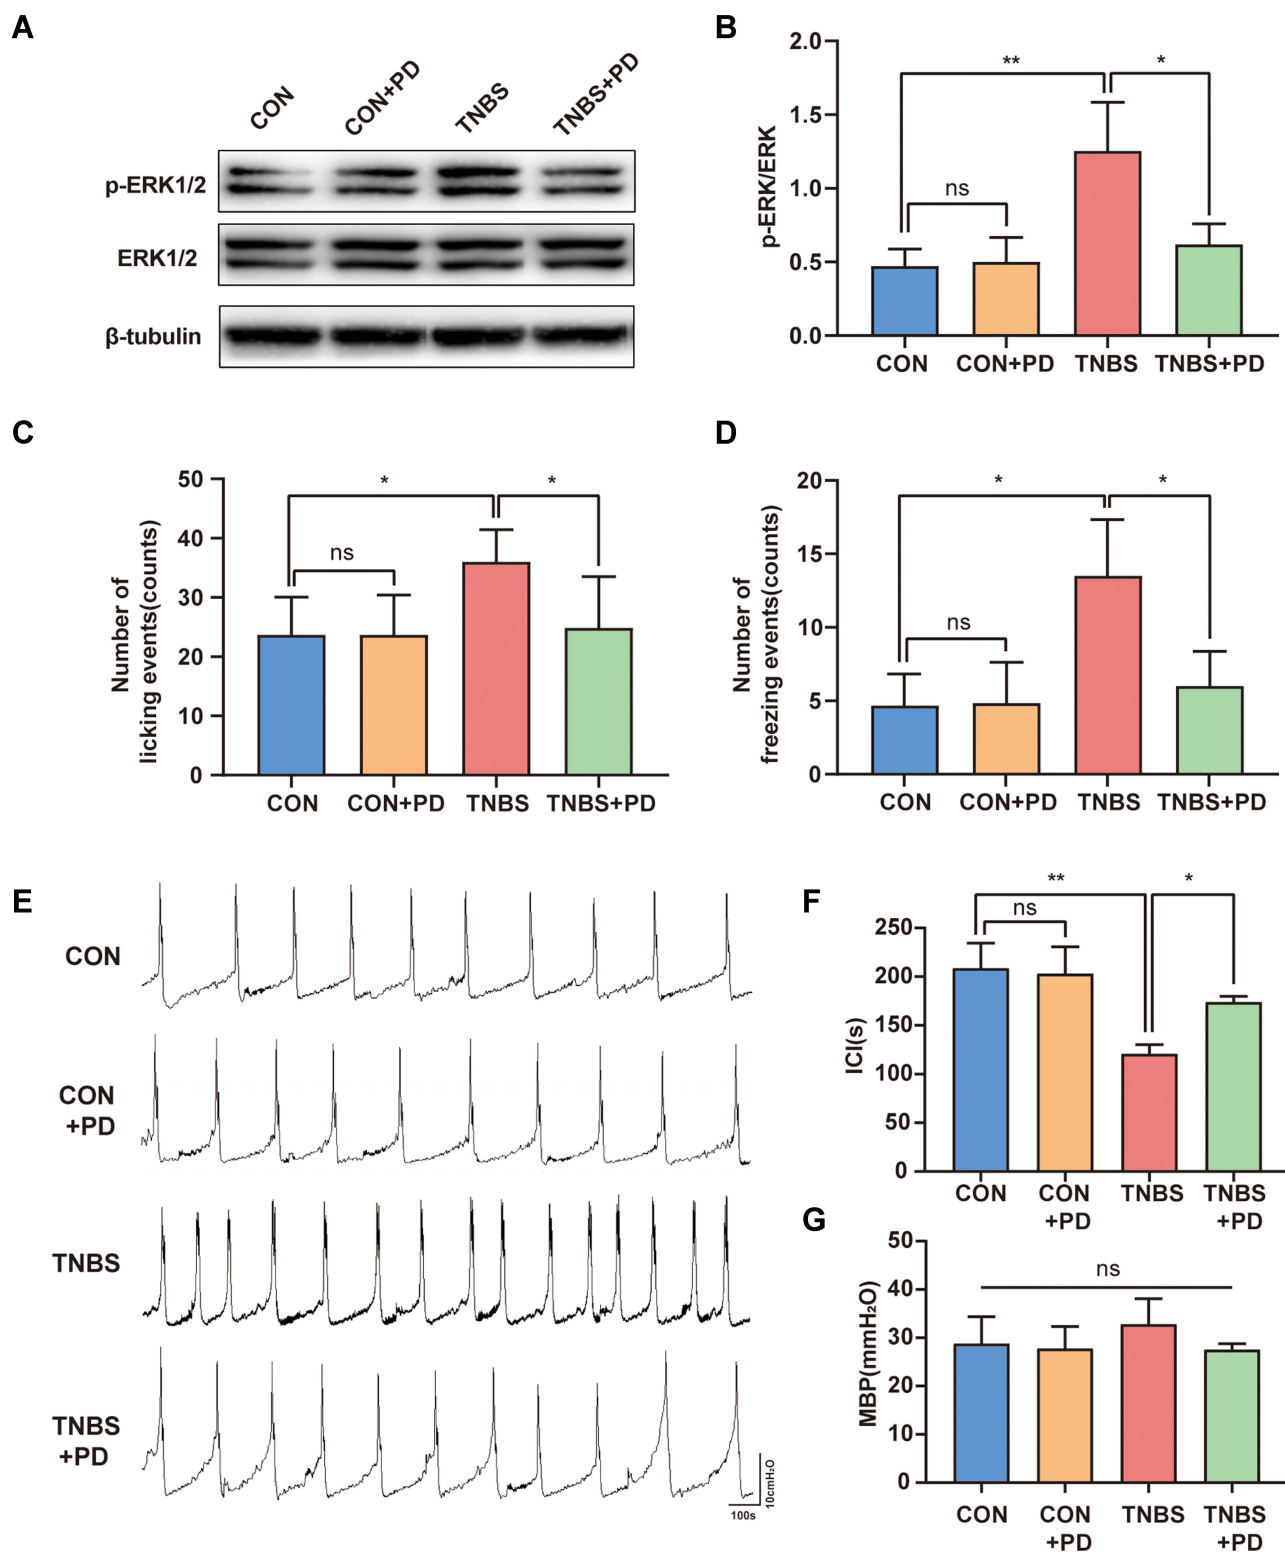 A
CON
CON+PD
TNBS
TNBS+PD
p-ERK1/2
ERK1/2
β-tubulin
B
p-ERK/ERK
2.0
1.5
1.0
0.5
0.0
**
*
ns
CON
CON+PD
TNBS
TNBS+PD
C
Number of
licking events(counts)
50
40
30
20
10
0
*
*
ns
CON
CON+PD
TNBS
TNBS+PD
D
Number of
freezing events(counts)
20
15
10
5
0
*
*
ns
CON
CON+PD
TNBS
TNBS+PD
E
CON
CON
+PD
TNBS
TNBS
+PD
10cmH₂O
100s
F
ICI(s)
250
200
150
100
50
0
**
*
ns
CON
CON
+PD
TNBS
TNBS
+PD
G
MBP(mmH₂O)
50
40
30
20
10
0
ns
CON
CON
+PD
TNBS
TNBS
+PD